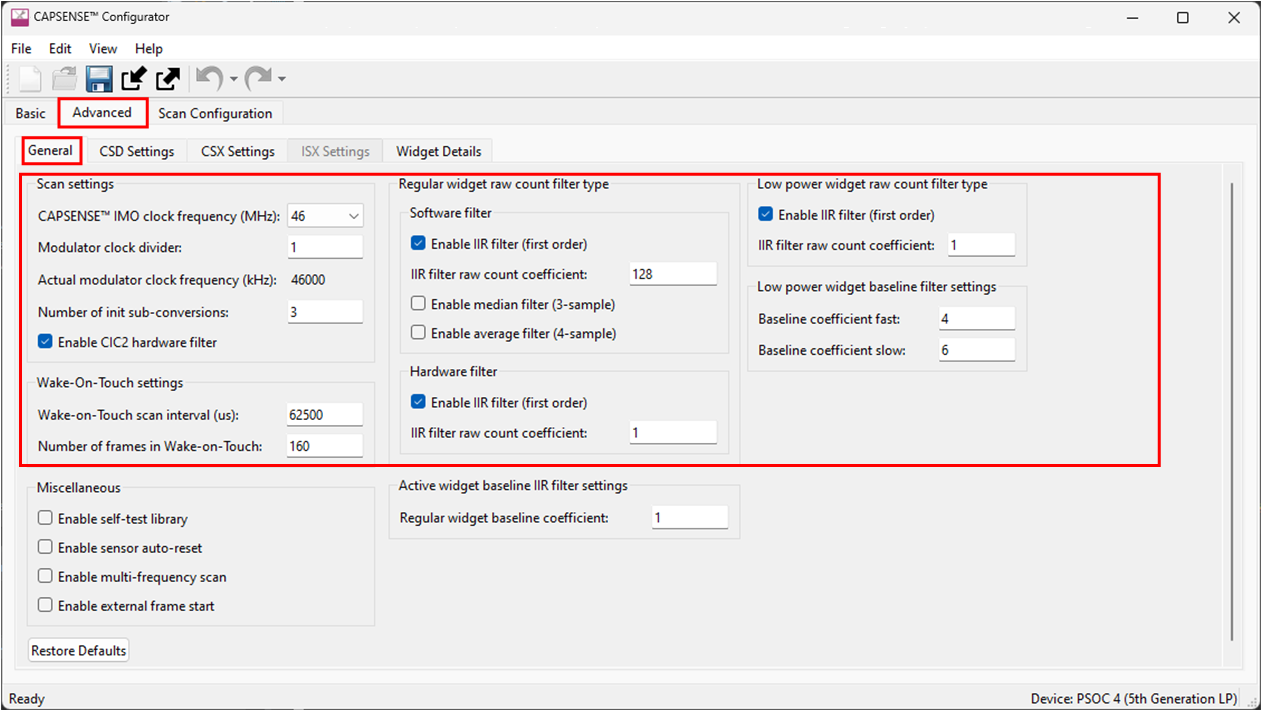 CAPSENSE™ Configurator
File Edit View Help
Basic Advanced Scan Configuration
General CSD Settings CSX Settings ISX Settings Widget Details
Scan settings
CAPSENSE™ IMO clock frequency (MHz): 46
Modulator clock divider: 1
Actual modulator clock frequency (kHz): 46000
Number of init sub-conversions: 3
Enable CIC2 hardware filter
Wake-On-Touch settings
Wake-on-Touch scan interval (us): 62500
Number of frames in Wake-on-Touch: 160
Miscellaneous
Enable self-test library
Enable sensor auto-reset
Enable multi-frequency scan
Enable external frame start
Restore Defaults
Regular widget raw count filter type
Software filter
Enable IIR filter (first order)
IIR filter raw count coefficient: 128
Enable median filter (3-sample)
Enable average filter (4-sample)
Hardware filter
Enable IIR filter (first order)
IIR filter raw count coefficient: 1
Active widget baseline IIR filter settings
Regular widget baseline coefficient: 1
Low power widget raw count filter type
Enable IIR filter (first order)
IIR filter raw count coefficient: 1
Low power widget baseline filter settings
Baseline coefficient fast: 4
Baseline coefficient slow: 6
Ready
Device: PSOC 4 (5th Generation LP)